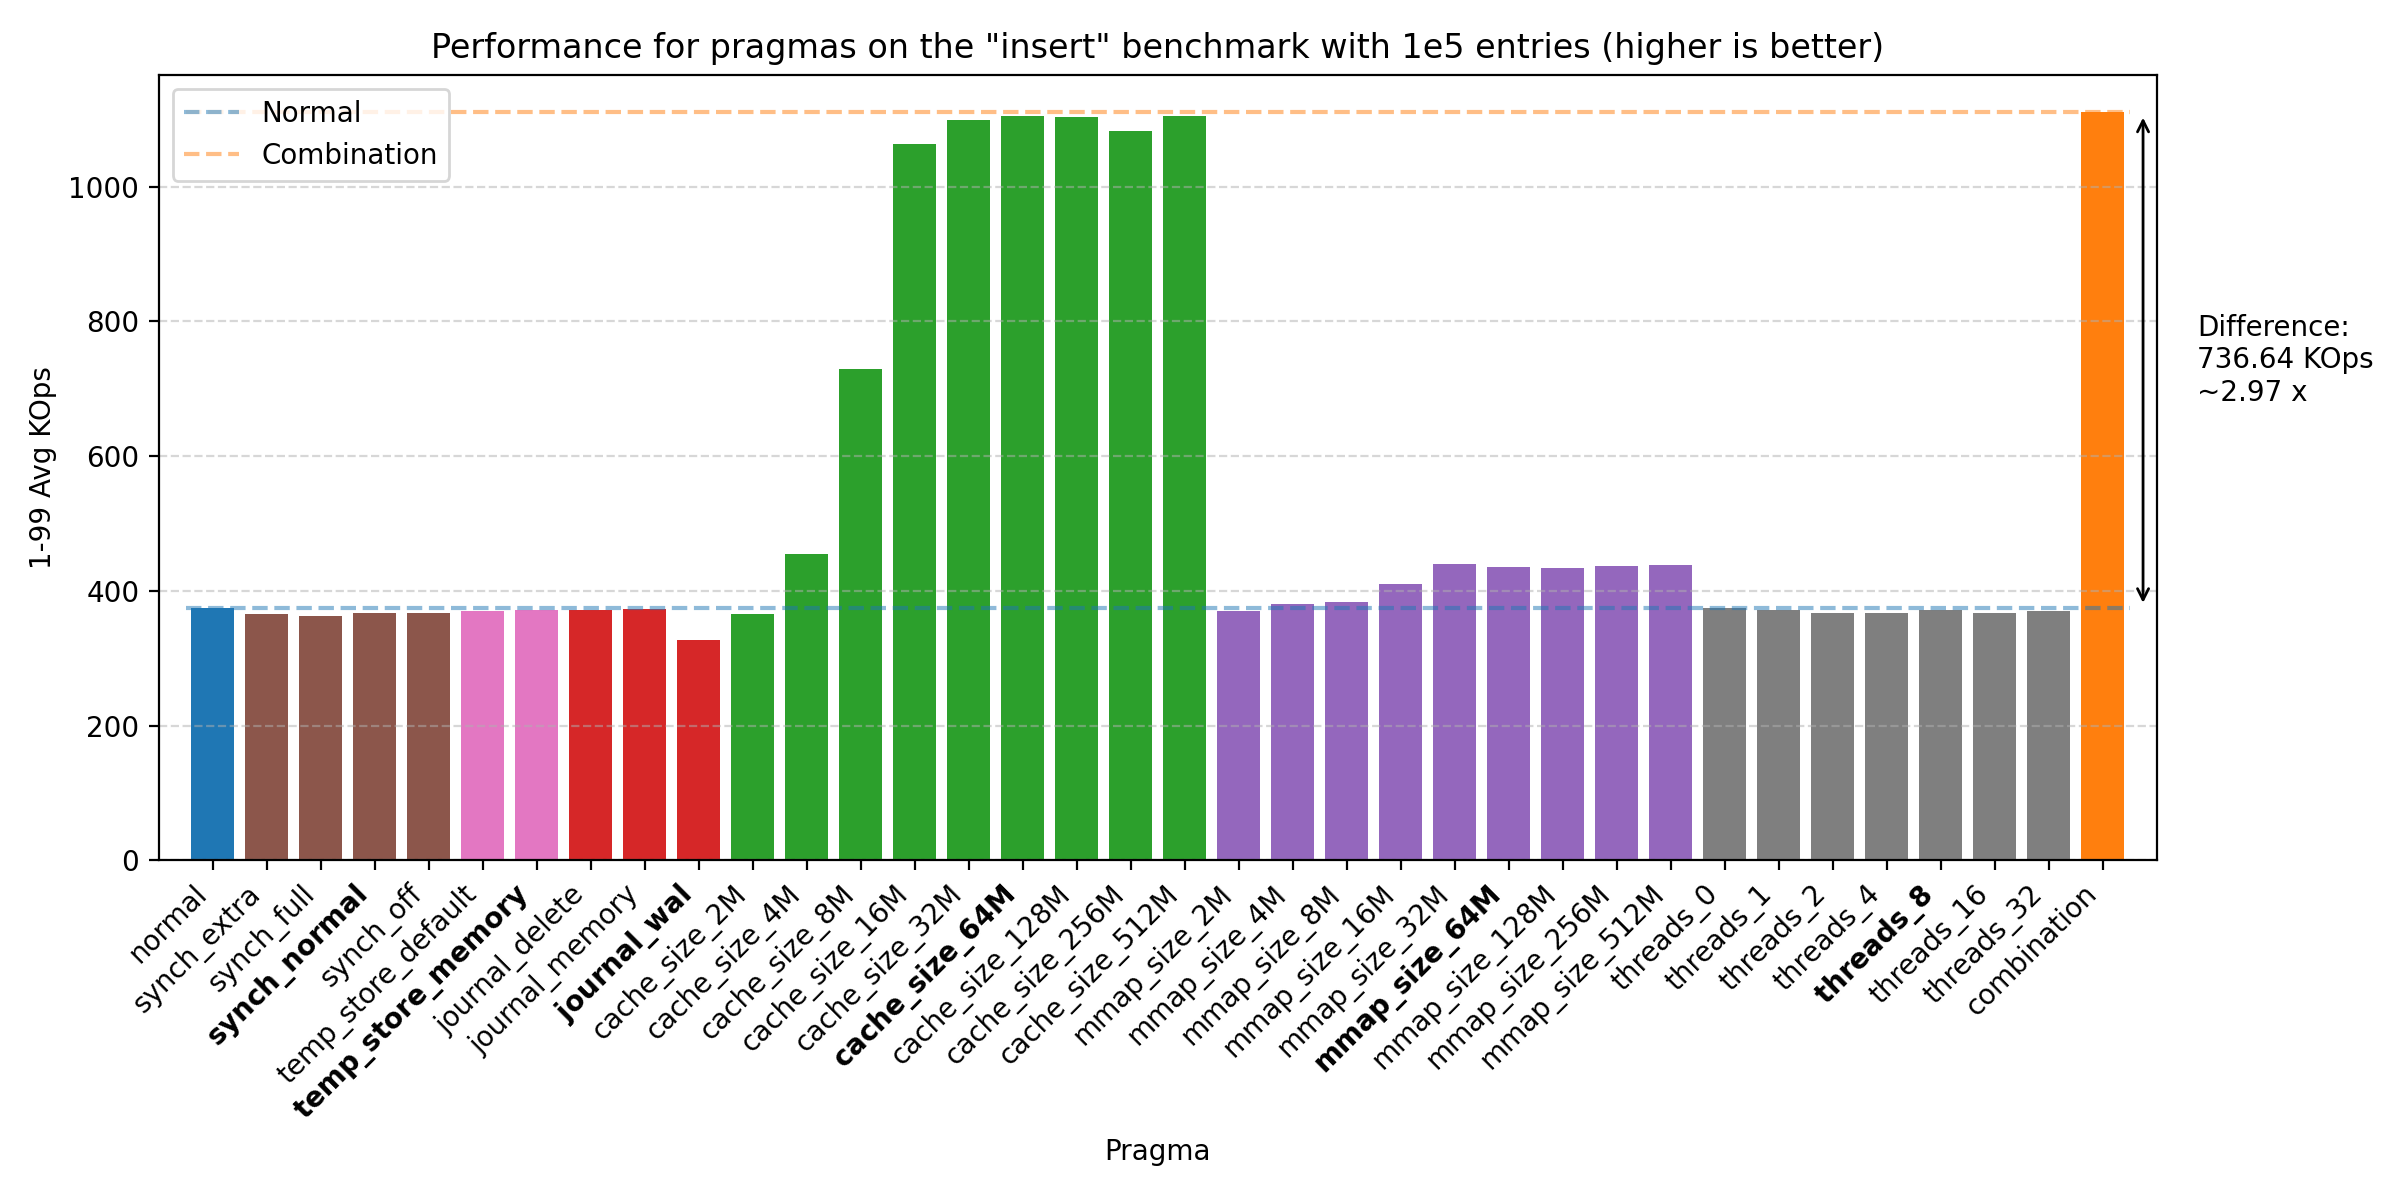 Performance for pragmas on the "insert" benchmark with 1e5 entries (higher is better)
Normal
Combination
1-99 Avg KOps
1000
800
600
400
200
0
Difference:
736.64 KOps
~2.97 x
normal
synch_extra
synch_full
synch_normal
synch_off
temp_store_default
temp_store_memory
journal_delete
journal_memory
journal_wal
cache_size_2M
cache_size_4M
cache_size_8M
cache_size_16M
cache_size_32M
cache_size_64M
cache_size_128M
cache_size_256M
cache_size_512M
mmap_size_2M
mmap_size_4M
mmap_size_8M
mmap_size_16M
mmap_size_32M
mmap_size_64M
mmap_size_128M
mmap_size_256M
mmap_size_512M
threads_0
threads_1
threads_2
threads_4
threads_8
threads_16
threads_32
combination
Pragma